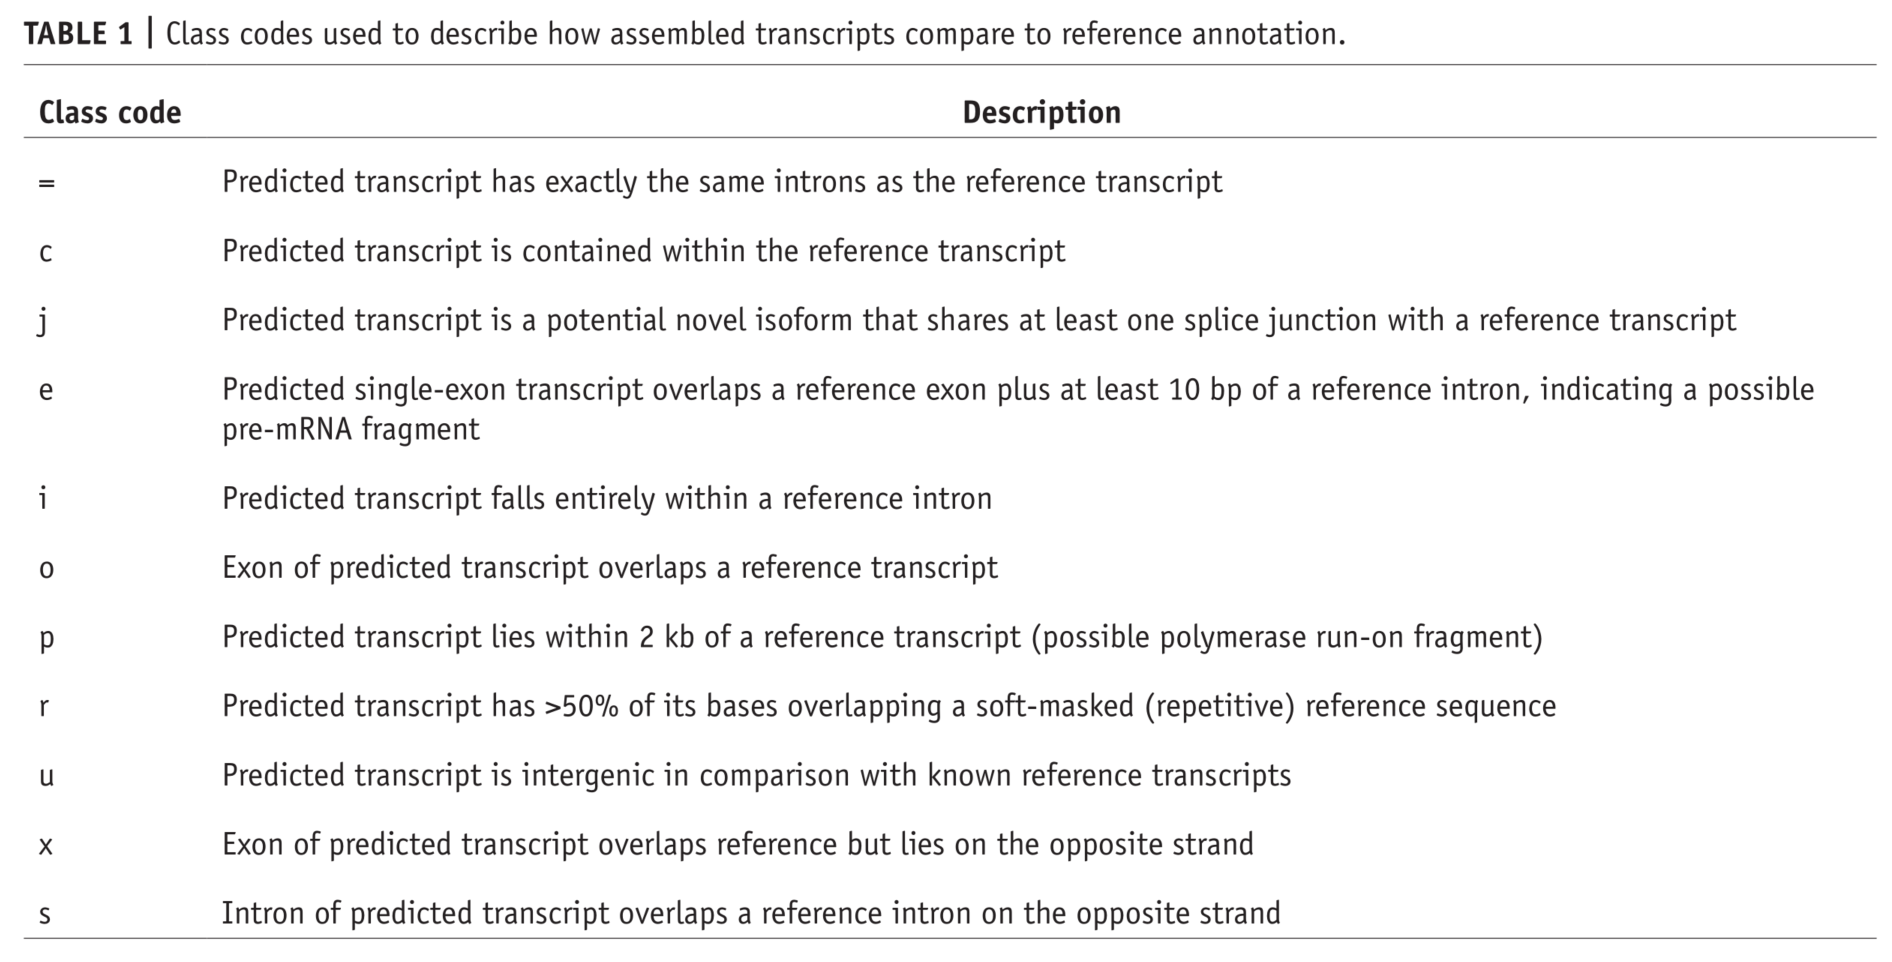 TABLE 1 | Class codes used to describe how assembled transcripts compare to reference annotation.
Class code Description
= Predicted transcript has exactly the same introns as the reference transcript
c Predicted transcript is contained within the reference transcript
j Predicted transcript is a potential novel isoform that shares at least one splice junction with a reference transcript
e Predicted single-exon transcript overlaps a reference exon plus at least 10 bp of a reference intron, indicating a possible
pre-mRNA fragment
i Predicted transcript falls entirely within a reference intron
o Exon of predicted transcript overlaps a reference transcript
p Predicted transcript lies within 2 kb of a reference transcript (possible polymerase run-on fragment)
r Predicted transcript has >50% of its bases overlapping a soft-masked (repetitive) reference sequence
u Predicted transcript is intergenic in comparison with known reference transcripts
x Exon of predicted transcript overlaps reference but lies on the opposite strand
s Intron of predicted transcript overlaps a reference intron on the opposite strand